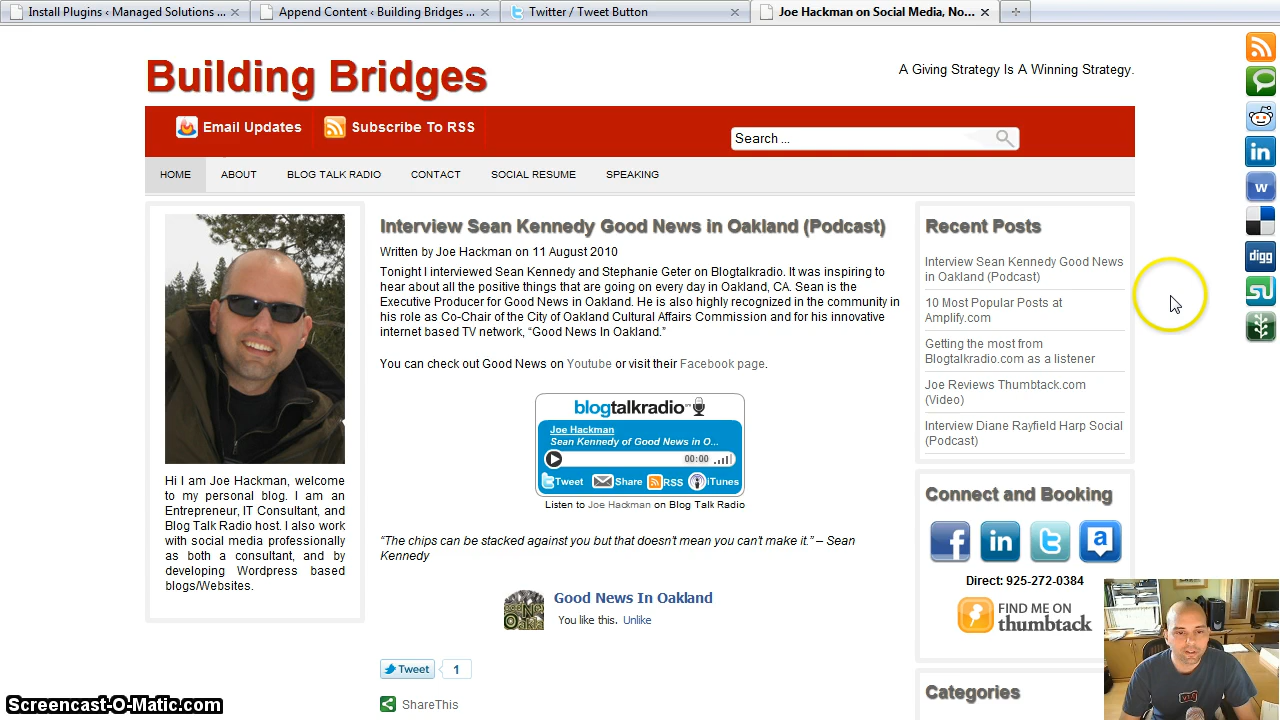 Install Plugins ‹ Managed Solutions ...
Append Content ‹ Building Bridges ...
Twitter / Tweet Button
Joe Hackman on Social Media, No...
Building Bridges
A Giving Strategy Is A Winning Strategy.
Email Updates
Subscribe To RSS
Search ...
HOME
ABOUT
BLOG TALK RADIO
CONTACT
SOCIAL RESUME
SPEAKING
Hi I am Joe Hackman, welcome
to my personal blog. I am an
Entrepreneur, IT Consultant, and
Blog Talk Radio host. I also work
with social media professionally
as both a consultant, and by
developing Wordpress based
blogs/Websites.
Interview Sean Kennedy Good News in Oakland (Podcast)
Written by Joe Hackman on 11 August 2010
Tonight I interviewed Sean Kennedy and Stephanie Geter on Blogtalkradio. It was inspiring to
hear about all the positive things that are going on every day in Oakland, CA. Sean is the
Executive Producer for Good News in Oakland. He is also highly recognized in the community in
his role as Co-Chair of the City of Oakland Cultural Affairs Commission and for his innovative
internet based TV network, “Good News In Oakland.”
You can check out Good News on Youtube or visit their Facebook page.
blogtalkradio
Joe Hackman
Sean Kennedy of Good News in O...
00:00
Tweet
Share
RSS
iTunes
Listen to Joe Hackman on Blog Talk Radio
“The chips can be stacked against you but that doesn’t mean you can’t make it.” – Sean
Kennedy
Good News In Oakland
You like this. Unlike
Tweet
1
ShareThis
Recent Posts
Interview Sean Kennedy Good News
in Oakland (Podcast)
10 Most Popular Posts at
Amplify.com
Getting the most from
Blogtalkradio.com as a listener
Joe Reviews Thumbtack.com
(Video)
Interview Diane Rayfield Harp Social
(Podcast)
Connect and Booking
f
in
t
a
Direct: 925-272-0384
FIND ME ON
thumbtack
Categories
in
w
digg
Screencast-O-Matic.com